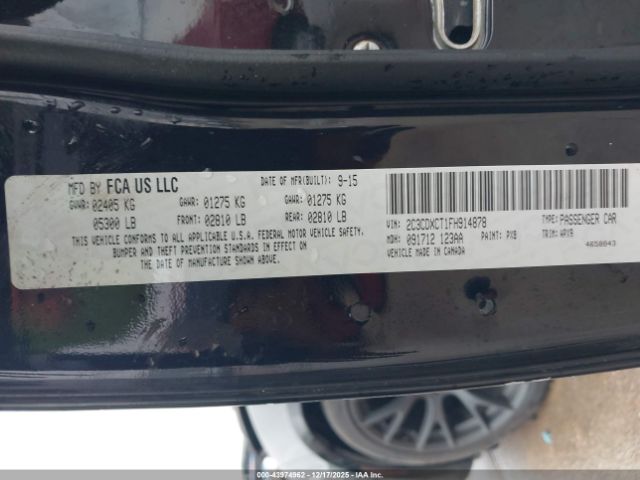 MFD BY FCA US LLC DATE OF MFR(BUILT): 9-15
GVWR: 02405 KG GAWR: 01275 KG GAWR: 01275 KG
05300 LB FRONT: 02810 LB REAR: 02810 LB
THIS VEHICLE CONFORMS TO ALL APPLICABLE U.S.A. FEDERAL MOTOR VEHICLE SAFETY,
BUMPER AND THEFT PREVENTION STANDARDS IN EFFECT ON
THE DATE OF MANUFACTURE SHOWN ABOVE.
VIN: 2C3CDXCT1FH914878 TYPE: PASSENGER CAR
MDH: 091712 123AA PAINT: PX8 TRIM: APX9
VEHICLE MADE IN CANADA 4658043
Stock: 43974962 | 12/17/2025 | © IAA, Inc.